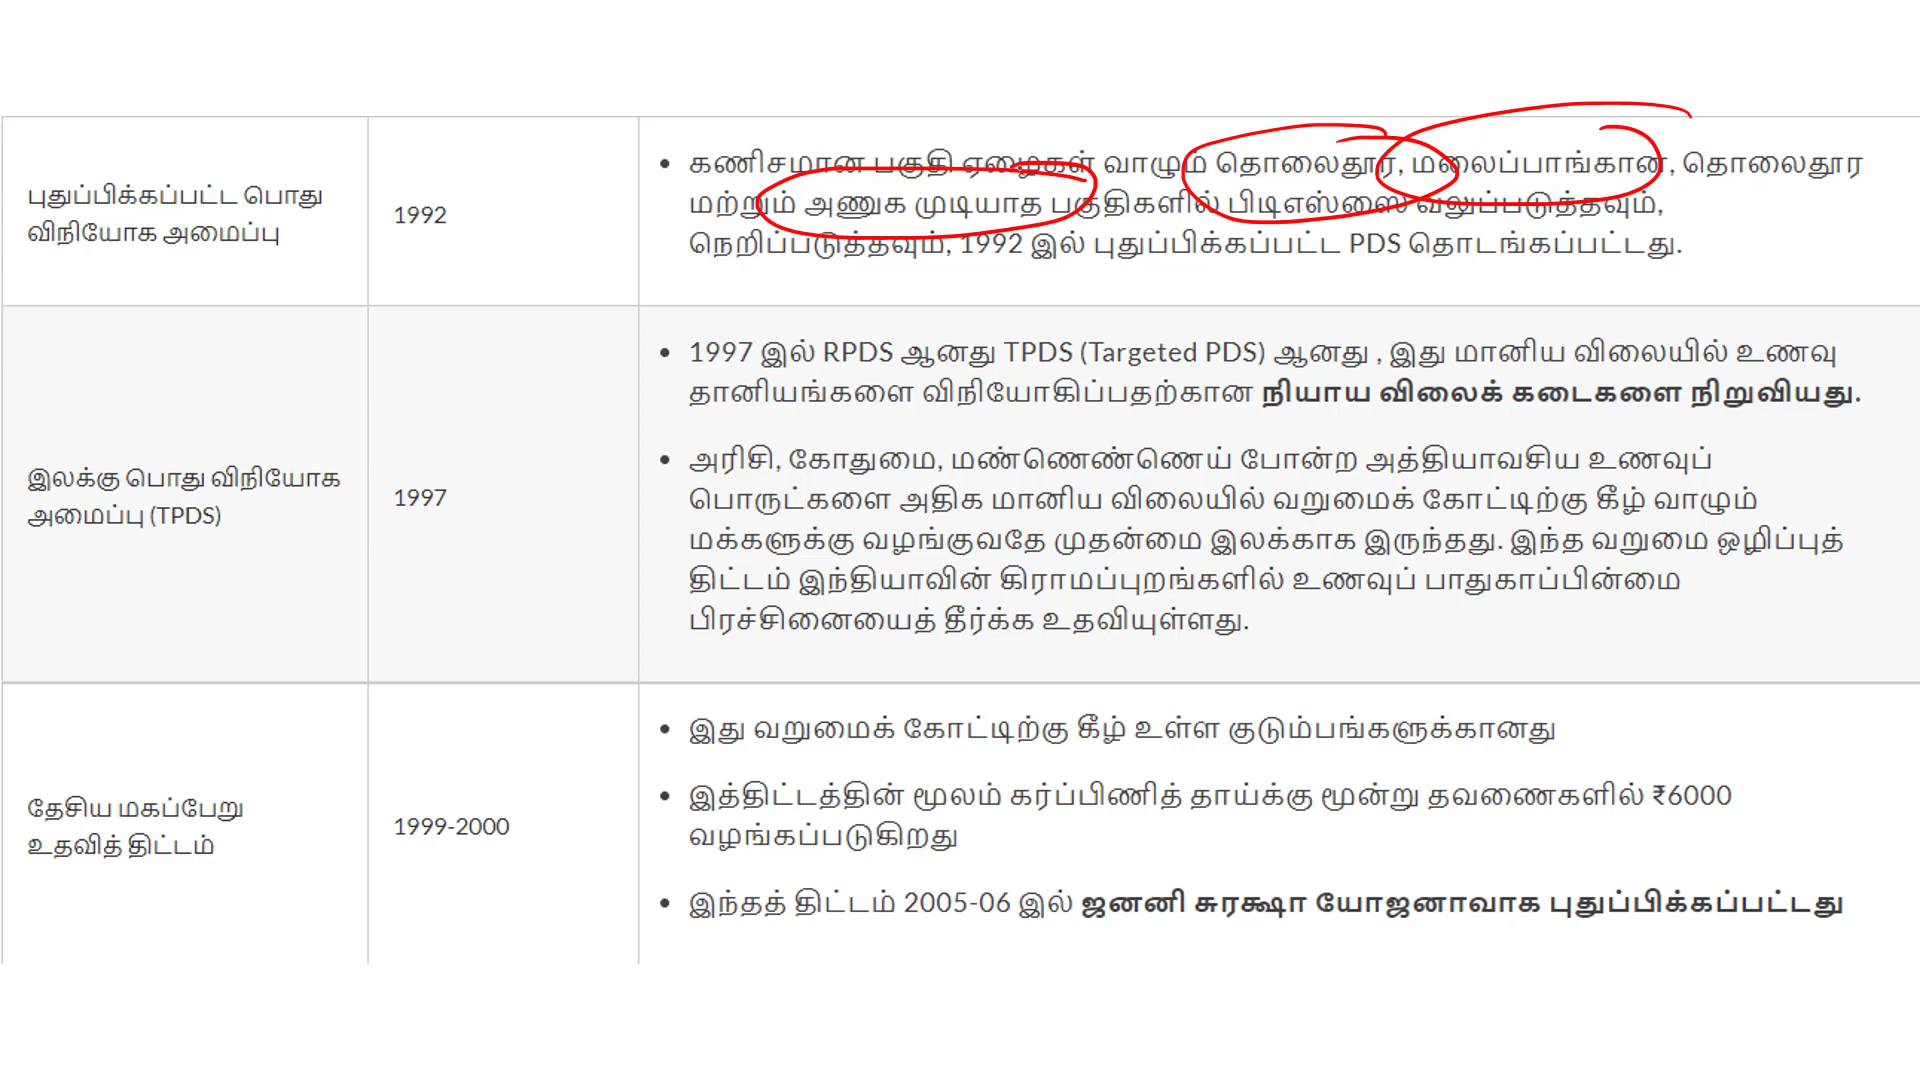 புதுப்பிக்கப்பட்ட பொது
விநியோக அமைப்பு
1992
கணிசமான பகுதி ஏழைகள் வாழும் தொலைதூர, மலைப்பாங்கான, தொலைதூர
மற்றும் அணுக முடியாத பகுதிகளில் பிடிஎஸ்ஸை வலுப்படுத்தவும்,
நெறிப்படுத்தவும், 1992 இல் புதுப்பிக்கப்பட்ட PDS தொடங்கப்பட்டது.
இலக்கு பொது விநியோக
அமைப்பு (TPDS)
1997
1997 இல் RPDS ஆனது TPDS (Targeted PDS) ஆனது , இது மானிய விலையில் உணவு
தானியங்களை விநியோகிப்பதற்கான நியாய விலைக் கடைகளை நிறுவியது.
அரிசி, கோதுமை, மண்ணெண்ணெய் போன்ற அத்தியாவசிய உணவுப்
பொருட்களை அதிக மானிய விலையில் வறுமைக் கோட்டிற்கு கீழ் வாழும்
மக்களுக்கு வழங்குவதே முதன்மை இலக்காக இருந்தது. இந்த வறுமை ஒழிப்புத்
திட்டம் இந்தியாவின் கிராமப்புறங்களில் உணவுப் பாதுகாப்பின்மை
பிரச்சினையைத் தீர்க்க உதவியுள்ளது.
தேசிய மகப்பேறு
உதவித் திட்டம்
1999-2000
இது வறுமைக் கோட்டிற்கு கீழ் உள்ள குடும்பங்களுக்கானது
இத்திட்டத்தின் மூலம் கர்ப்பிணித் தாய்க்கு மூன்று தவணைகளில் ₹6000
வழங்கப்படுகிறது
இந்தத் திட்டம் 2005-06 இல் ஜனனி சுரக்ஷா யோஜனாவாக புதுப்பிக்கப்பட்டது